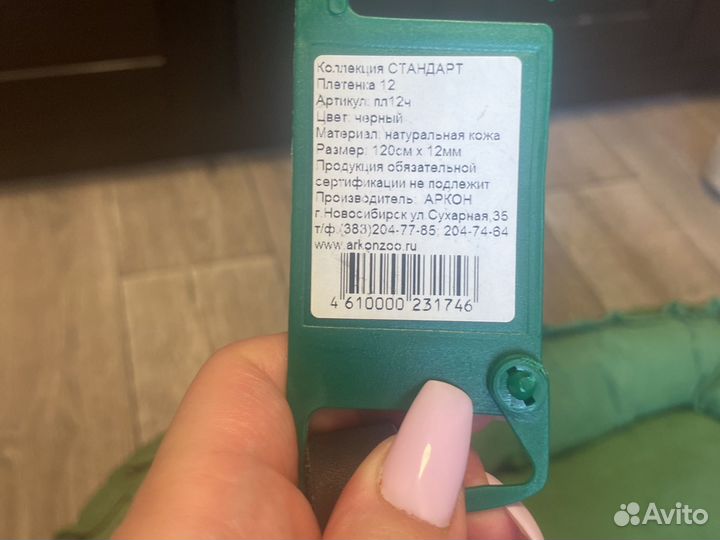 Коллекция СТАНДАРТ
Плетенка 12
Артикул: пл12ч
Цвет: черный
Материал: натуральная кожа
Размер: 120см х 12мм
Продукция обязательной
сертификации не подлежит
Производитель: АРКОН
г.Новосибирск ул.Сухарная,35
т/ф.(383)204-77-85; 204-74-64
www.arkonzoo.ru
4 610000 231746
Avito